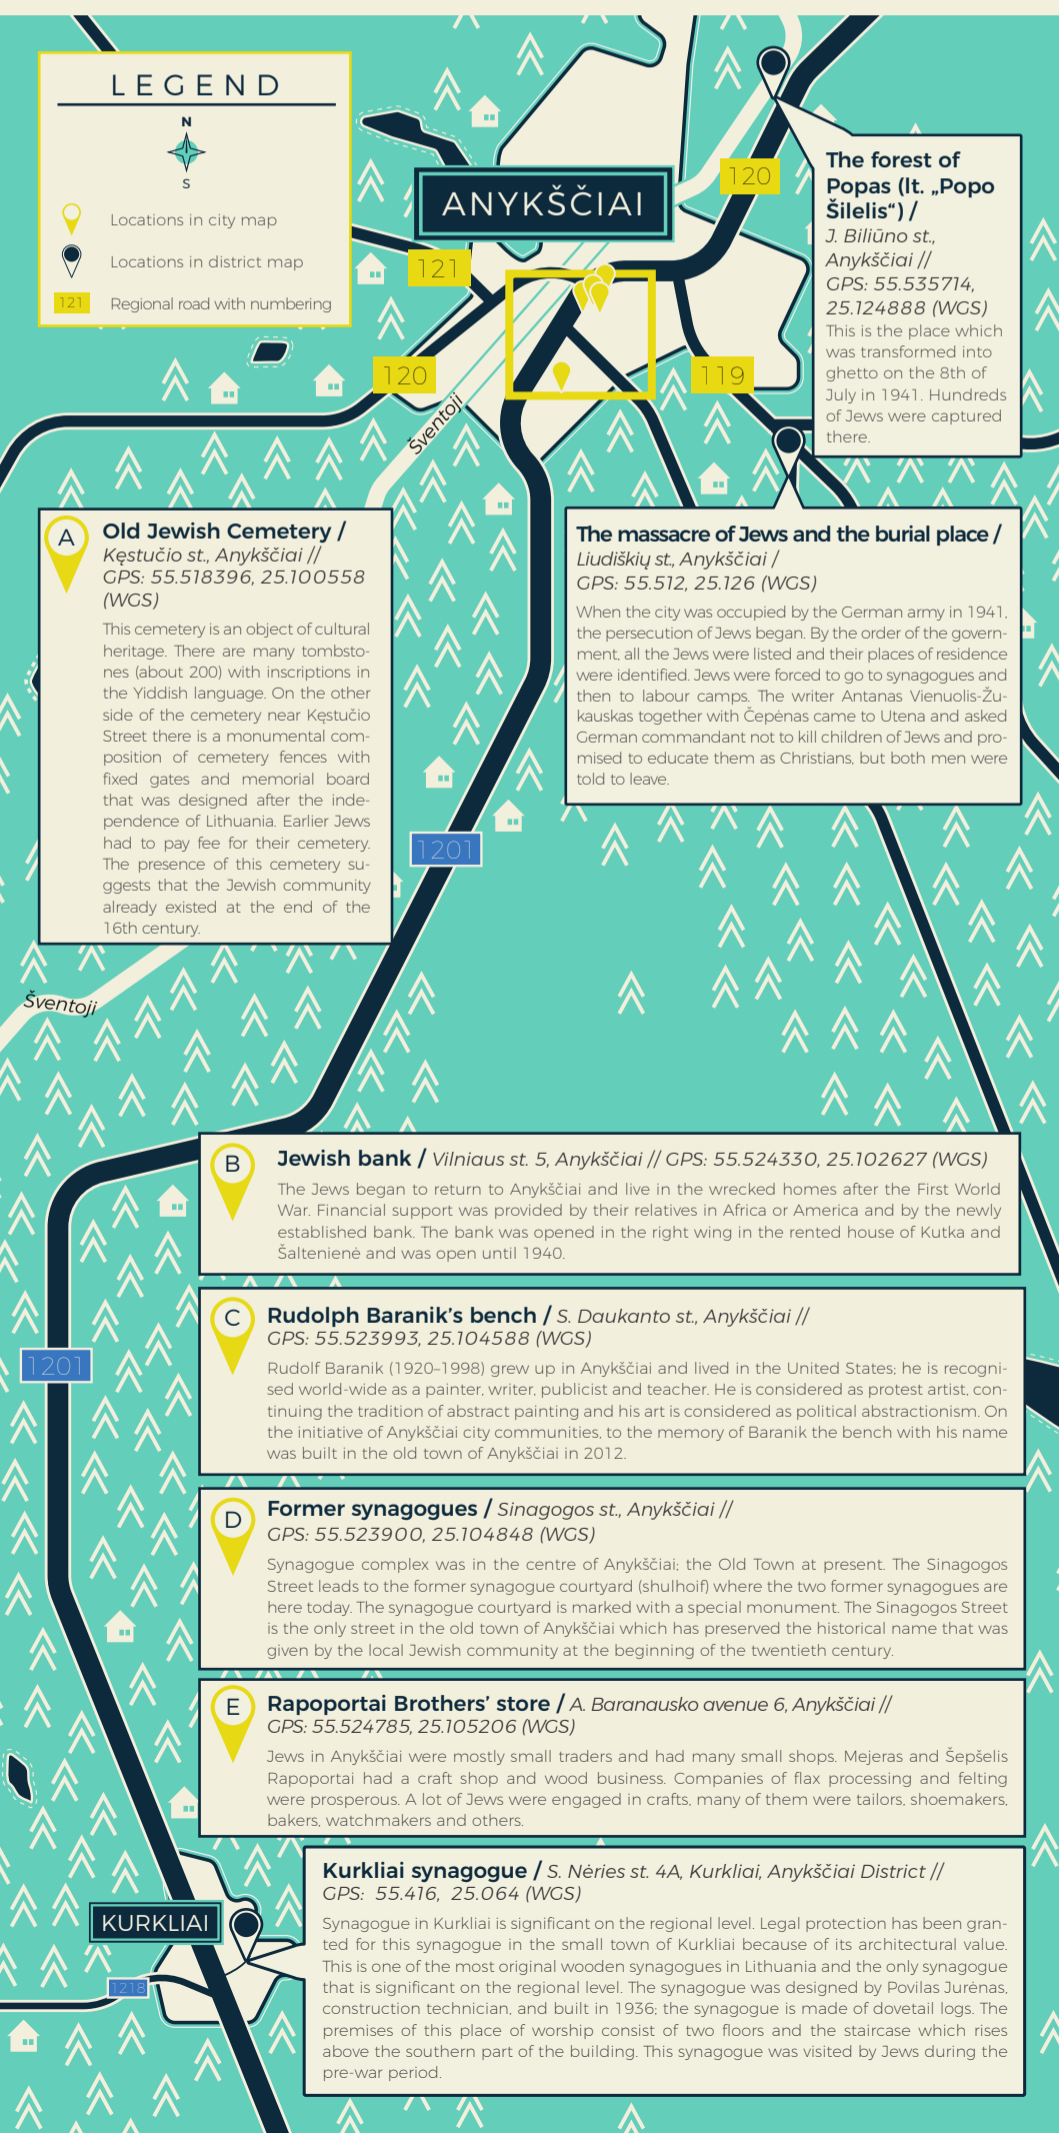 LEGEND
N
S
Locations in city map
Locations in district map
121 Regional road with numbering
ANYKŠČIAI
120
121
120
119
Šventoji
The forest of
Popas (lt. „Popo
Šilelis“) /
J. Biliūno st.,
Anykščiai //
GPS: 55.535714,
25.124888 (WGS)
This is the place which
was transformed into
ghetto on the 8th of
July in 1941. Hundreds
of Jews were captured
there.
A
Old Jewish Cemetery /
Kęstučio st., Anykščiai //
GPS: 55.518396, 25.100558
(WGS)
This cemetery is an object of cultural
heritage. There are many tombsto-
nes (about 200) with inscriptions in
the Yiddish language. On the other
side of the cemetery near Kęstučio
Street there is a monumental com-
position of cemetery fences with
fixed gates and memorial board
that was designed after the inde-
pendence of Lithuania. Earlier Jews
had to pay fee for their cemetery.
The presence of this cemetery su-
ggests that the Jewish community
already existed at the end of the
16th century.
The massacre of Jews and the burial place /
Liudiškių st., Anykščiai /
GPS: 55.512, 25.126 (WGS)
When the city was occupied by the German army in 1941,
the persecution of Jews began. By the order of the govern-
ment, all the Jews were listed and their places of residence
were identified. Jews were forced to go to synagogues and
then to labour camps. The writer Antanas Vienuolis-Žu-
kauskas together with Čepėnas came to Utena and asked
German commandant not to kill children of Jews and pro-
mised to educate them as Christians, but both men were
told to leave.
1201
Šventoji
B
Jewish bank / Vilniaus st. 5, Anykščiai // GPS: 55.524330, 25.102627 (WGS)
The Jews began to return to Anykščiai and live in the wrecked homes after the First World
War. Financial support was provided by their relatives in Africa or America and by the newly
established bank. The bank was opened in the right wing in the rented house of Kutka and
Šaltenienė and was open until 1940.
C
Rudolph Baranik’s bench / S. Daukanto st., Anykščiai //
GPS: 55.523993, 25.104588 (WGS)
Rudolf Baranik (1920–1998) grew up in Anykščiai and lived in the United States; he is recogni-
sed world-wide as a painter, writer, publicist and teacher. He is considered as protest artist, con-
tinuing the tradition of abstract painting and his art is considered as political abstractionism. On
the initiative of Anykščiai city communities, to the memory of Baranik the bench with his name
was built in the old town of Anykščiai in 2012.
1201
D
Former synagogues / Sinagogos st., Anykščiai //
GPS: 55.523900, 25.104848 (WGS)
Synagogue complex was in the centre of Anykščiai; the Old Town at present. The Sinagogos
Street leads to the former synagogue courtyard (shulhoif) where the two former synagogues are
here today. The synagogue courtyard is marked with a special monument. The Sinagogos Street
is the only street in the old town of Anykščiai which has preserved the historical name that was
given by the local Jewish community at the beginning of the twentieth century.
E
Rapoportai Brothers’ store / A. Baranausko avenue 6, Anykščiai //
GPS: 55.524785, 25.105206 (WGS)
Jews in Anykščiai were mostly small traders and had many small shops. Mejeras and Šepšelis
Rapoportai had a craft shop and wood business. Companies of flax processing and felting
were prosperous. A lot of Jews were engaged in crafts, many of them were tailors, shoemakers,
bakers, watchmakers and others.
KURKLIAI
1218
Kurkliai synagogue / S. Nėries st. 4A, Kurkliai, Anykščiai District //
GPS: 55.416, 25.064 (WGS)
Synagogue in Kurkliai is significant on the regional level. Legal protection has been gran-
ted for this synagogue in the small town of Kurkliai because of its architectural value.
This is one of the most original wooden synagogues in Lithuania and the only synagogue
that is significant on the regional level. The synagogue was designed by Povilas Jurėnas,
construction technician, and built in 1936; the synagogue is made of dovetail logs. The
premises of this place of worship consist of two floors and the staircase which rises
above the southern part of the building. This synagogue was visited by Jews during the
pre-war period.